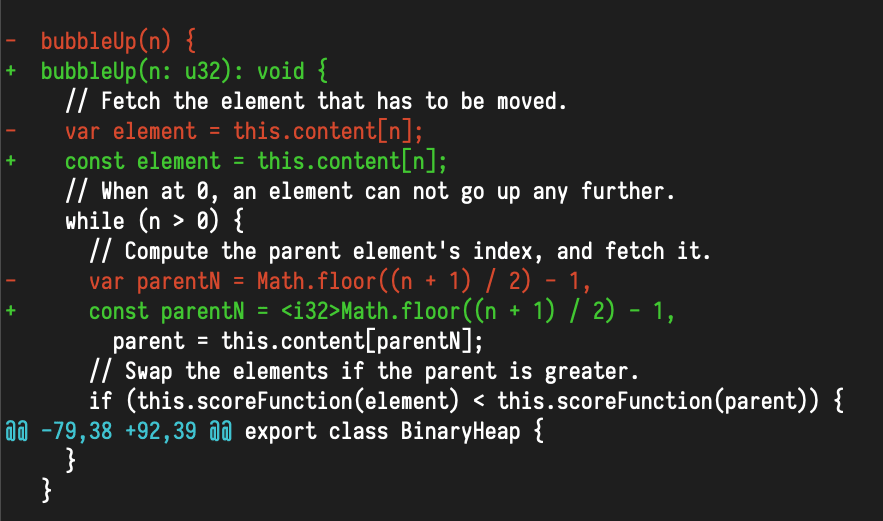 -  bubbleUp(n) {
+  bubbleUp(n: u32): void {
     // Fetch the element that has to be moved.
-    var element = this.content[n];
+    const element = this.content[n];
     // When at 0, an element can not go up any further.
     while (n > 0) {
       // Compute the parent element's index, and fetch it.
-      var parentN = Math.floor((n + 1) / 2) - 1,
+      const parentN = <i32>Math.floor((n + 1) / 2) - 1,
         parent = this.content[parentN];
       // Swap the elements if the parent is greater.
       if (this.scoreFunction(element) < this.scoreFunction(parent)) {
@@ -79,38 +92,39 @@ export class BinaryHeap {
     }
   }